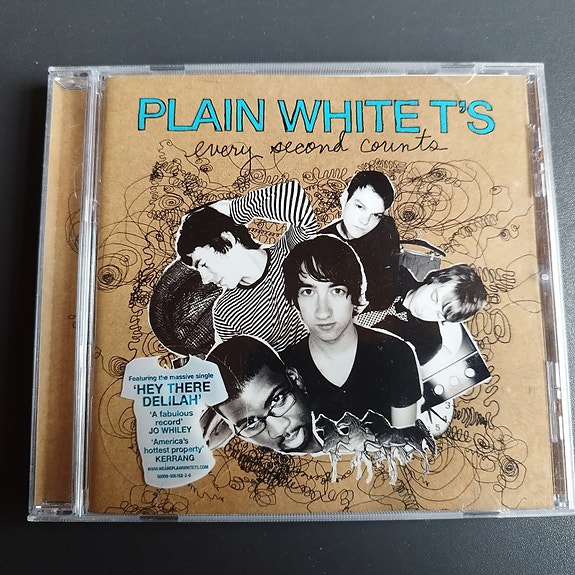 PLAIN WHITE T'S
every second counts
Featuring the massive single
'HEY THERE
DELILAH'
'A fabulous
record'
JO WHILEY
'America's
hottest property'
KERRANG
WWW.WEAREPLAINWHITETS.COM